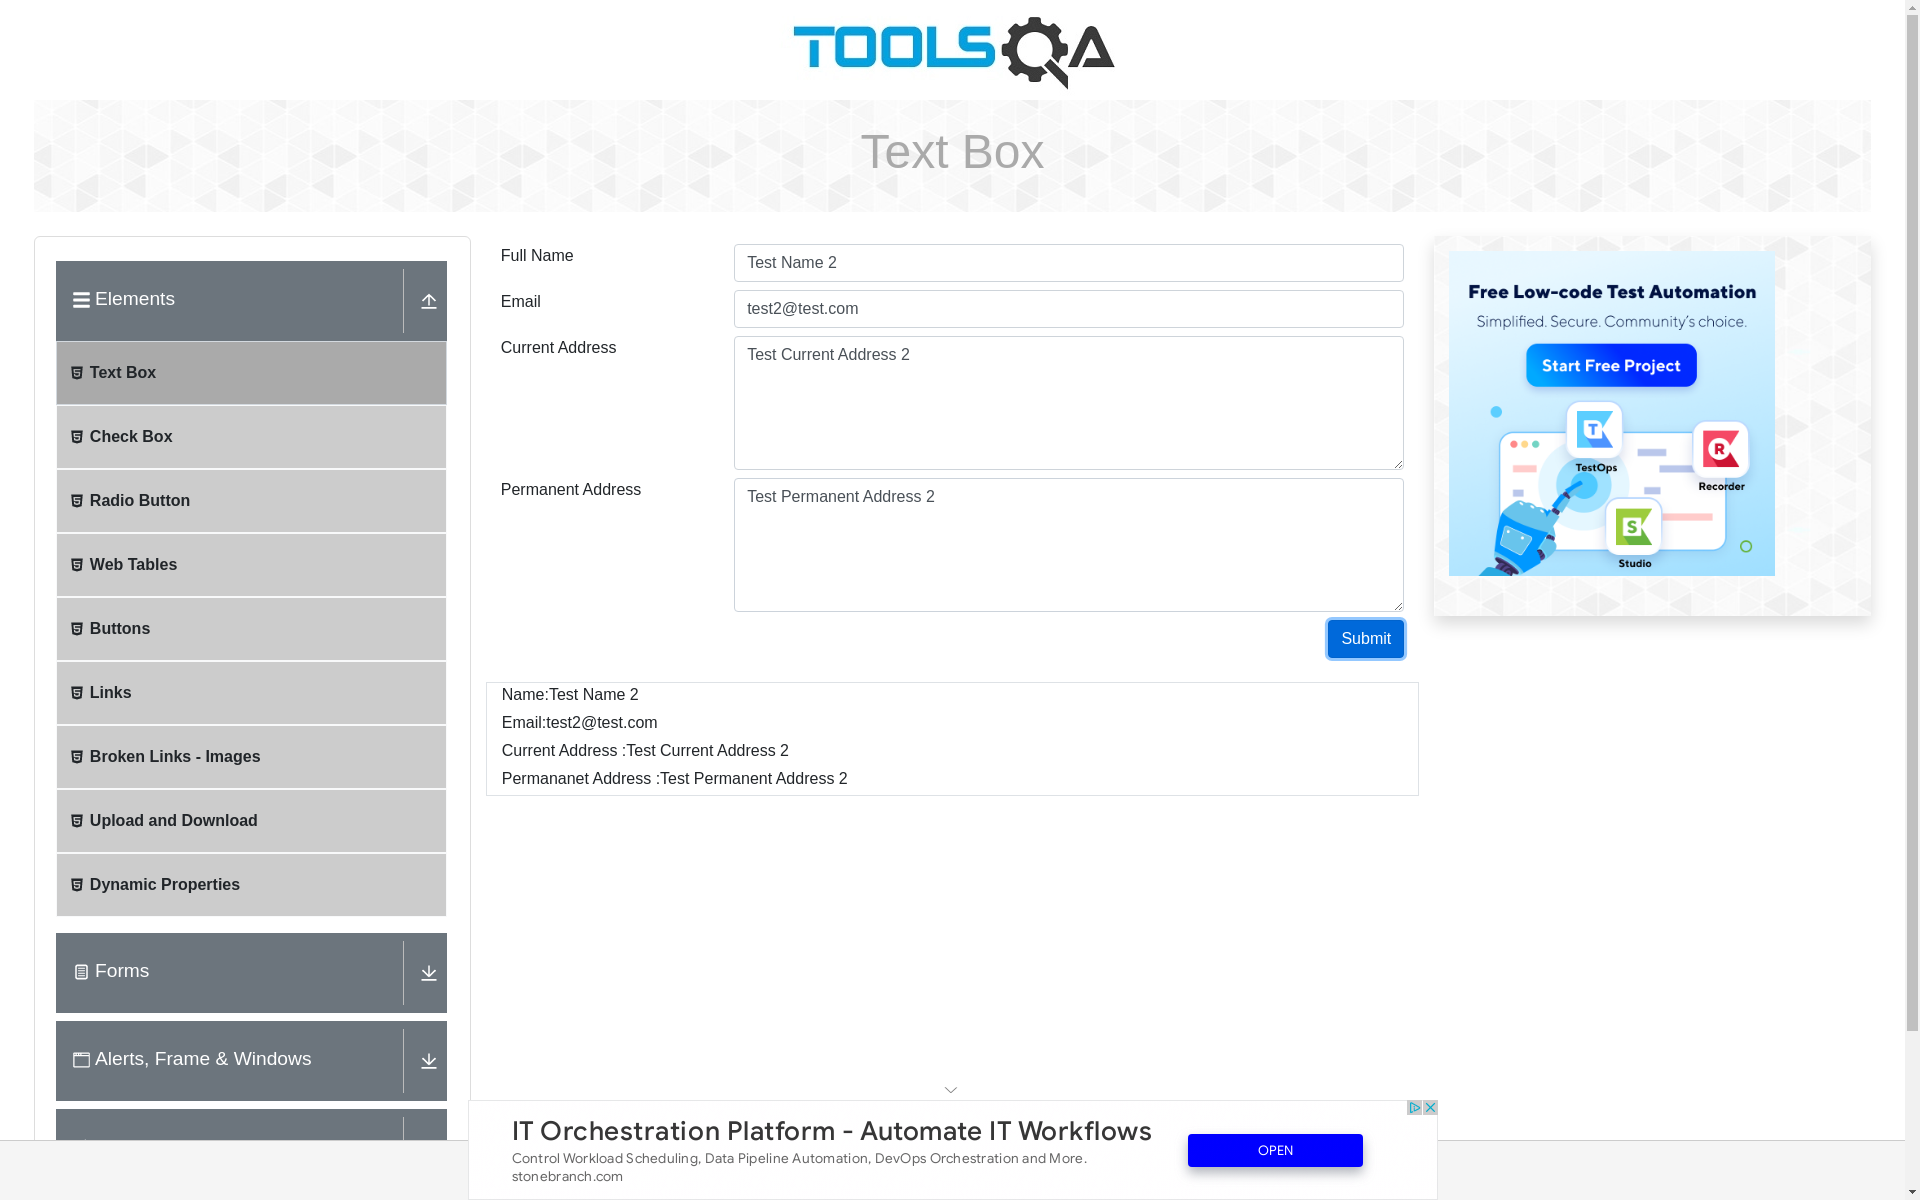 TOOLSQA
Text Box
Elements
Text Box
Check Box
Radio Button
Web Tables
Buttons
Links
Broken Links - Images
Upload and Download
Dynamic Properties
Forms
Alerts, Frame & Windows
Full Name
Test Name 2
Email
test2@test.com
Current Address
Test Current Address 2
Permanent Address
Test Permanent Address 2
Submit
Name:Test Name 2
Email:test2@test.com
Current Address :Test Current Address 2
Permananet Address :Test Permanent Address 2
Free Low-code Test Automation
Simplified. Secure. Community's choice.
Start Free Project
T
TestOps
R
Recorder
S
Studio
IT Orchestration Platform - Automate IT Workflows
Control Workload Scheduling, Data Pipeline Automation, DevOps Orchestration and More.
stonebranch.com
OPEN